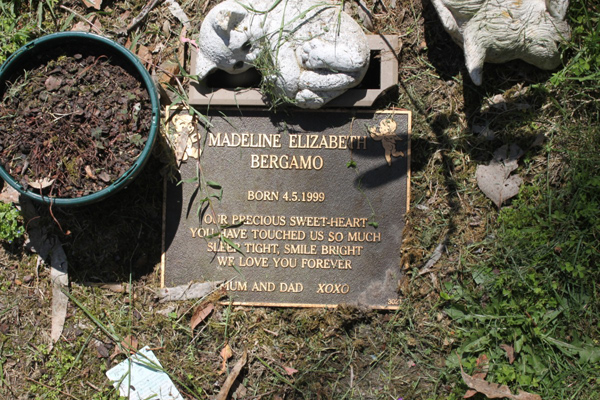 MADELINE ELIZABETH
BERGAMO
BORN 4.5.1999
OUR PRECIOUS SWEET-HEART
YOU HAVE TOUCHED US SO MUCH
SLEEP TIGHT, SMILE BRIGHT
WE LOVE YOU FOREVER
MUM AND DAD XOXO